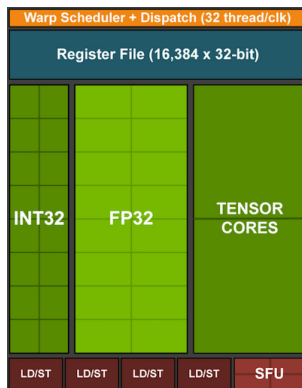 Warp Scheduler + Dispatch (32 thread/clk)
Register File (16,384 x 32-bit)
INT32
FP32
TENSOR
CORES
LD/ST
LD/ST
LD/ST
LD/ST
SFU